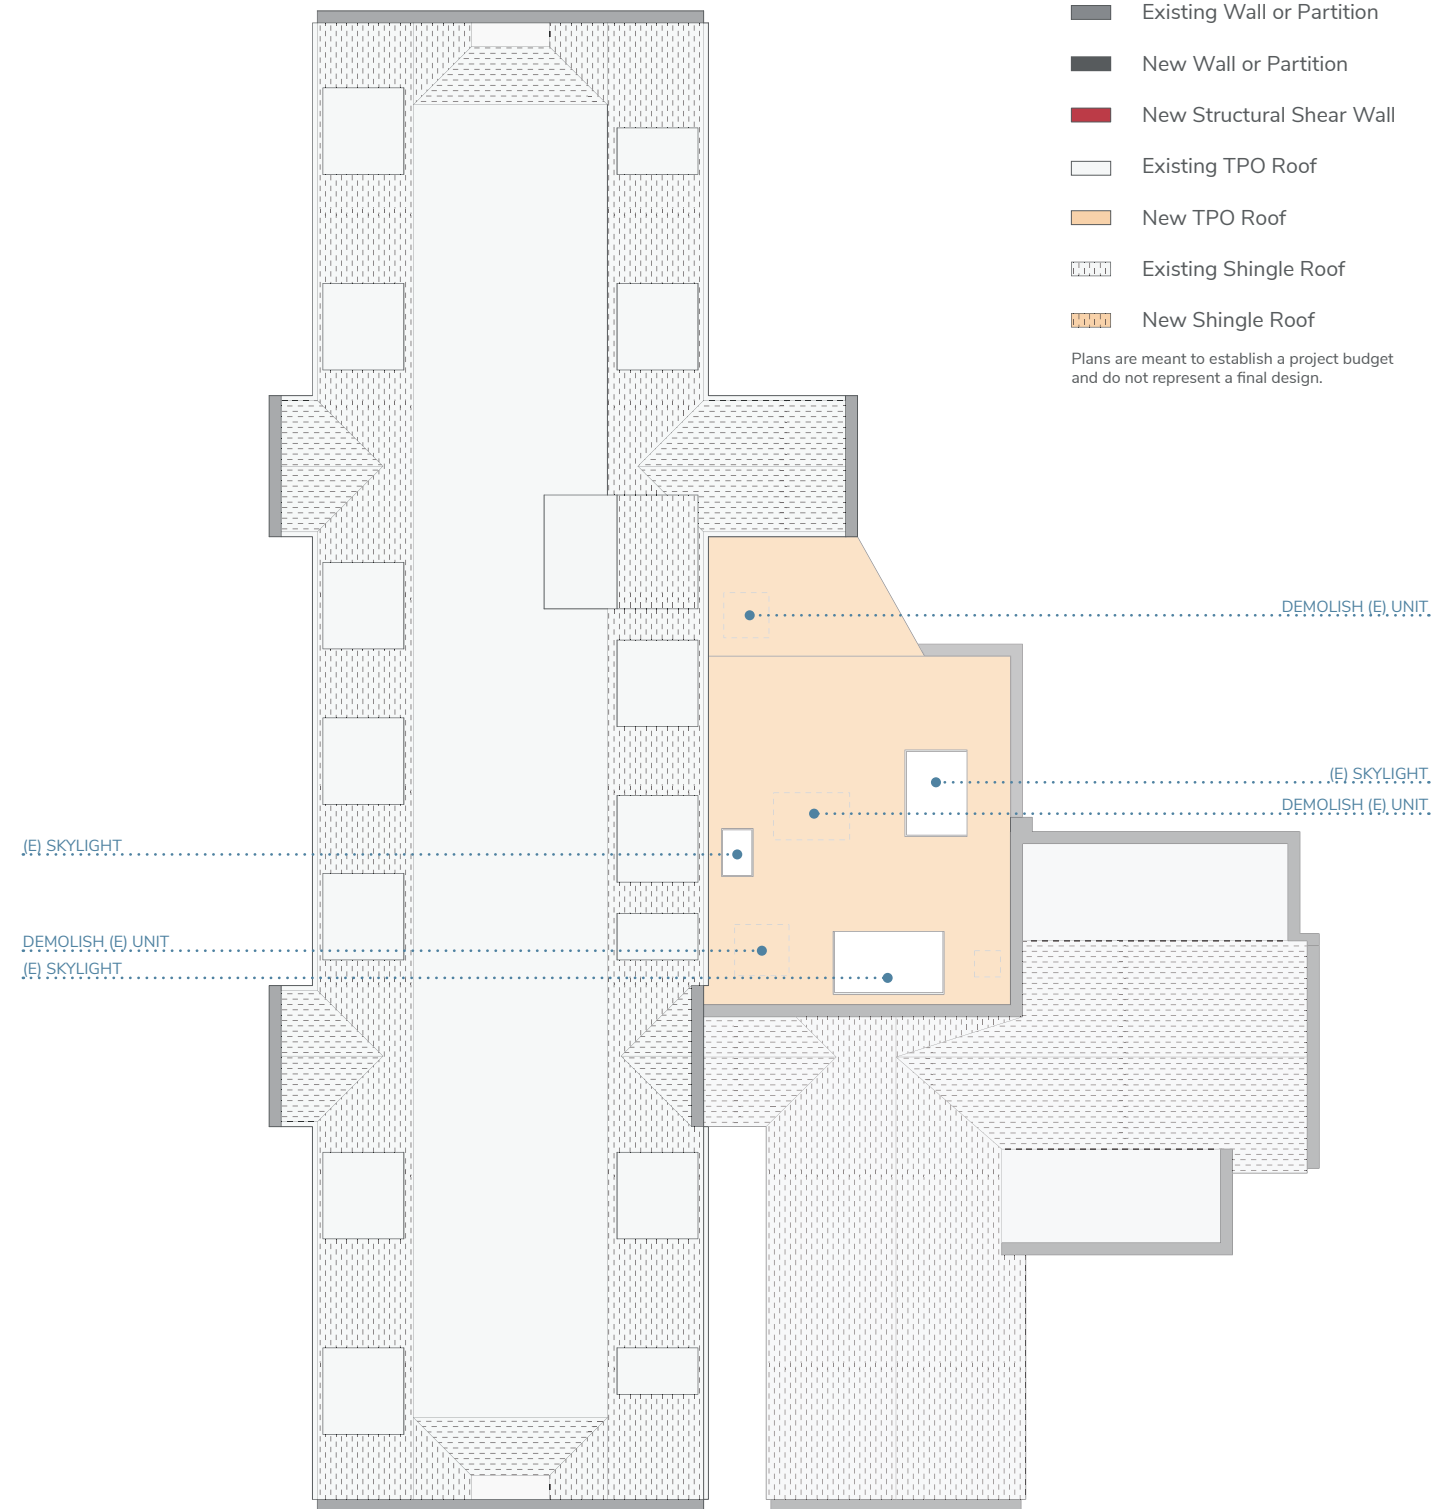 Existing Wall or Partition
New Wall or Partition
New Structural Shear Wall
Existing TPO Roof
New TPO Roof
Existing Shingle Roof
New Shingle Roof
Plans are meant to establish a project budget
and do not represent a final design.
DEMOLISH (E) UNIT
(E) SKYLIGHT
DEMOLISH (E) UNIT
(E) SKYLIGHT
DEMOLISH (E) UNIT
(E) SKYLIGHT